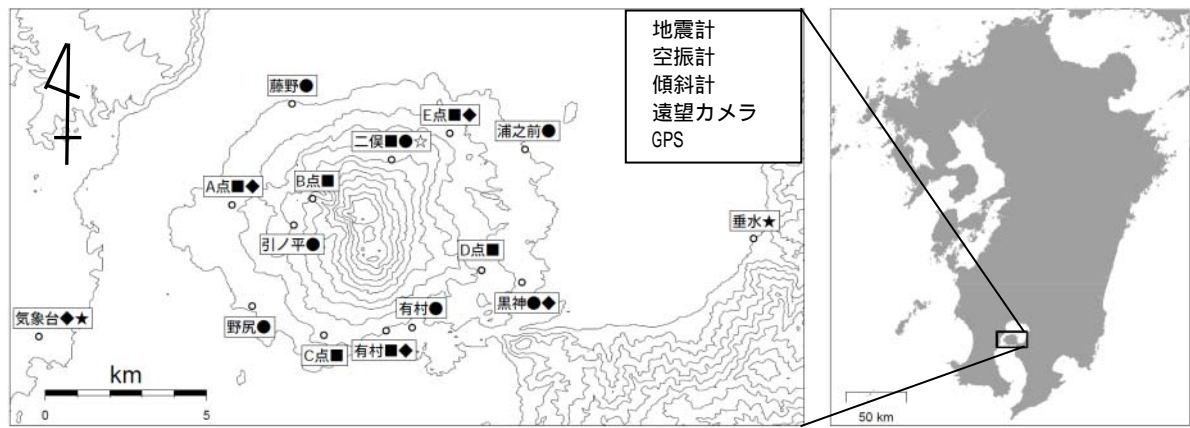 地震計
空振計
傾斜計
遠望カメラ
GPS
藤野●
E点■◆
浦之前●
二俣■●☆
A点■◆
B点■
引ノ平●
垂水★
D点■
黒神●◆
気象台◆★
野尻●
有村●
C点■
有村■◆
km
0 5
50 km